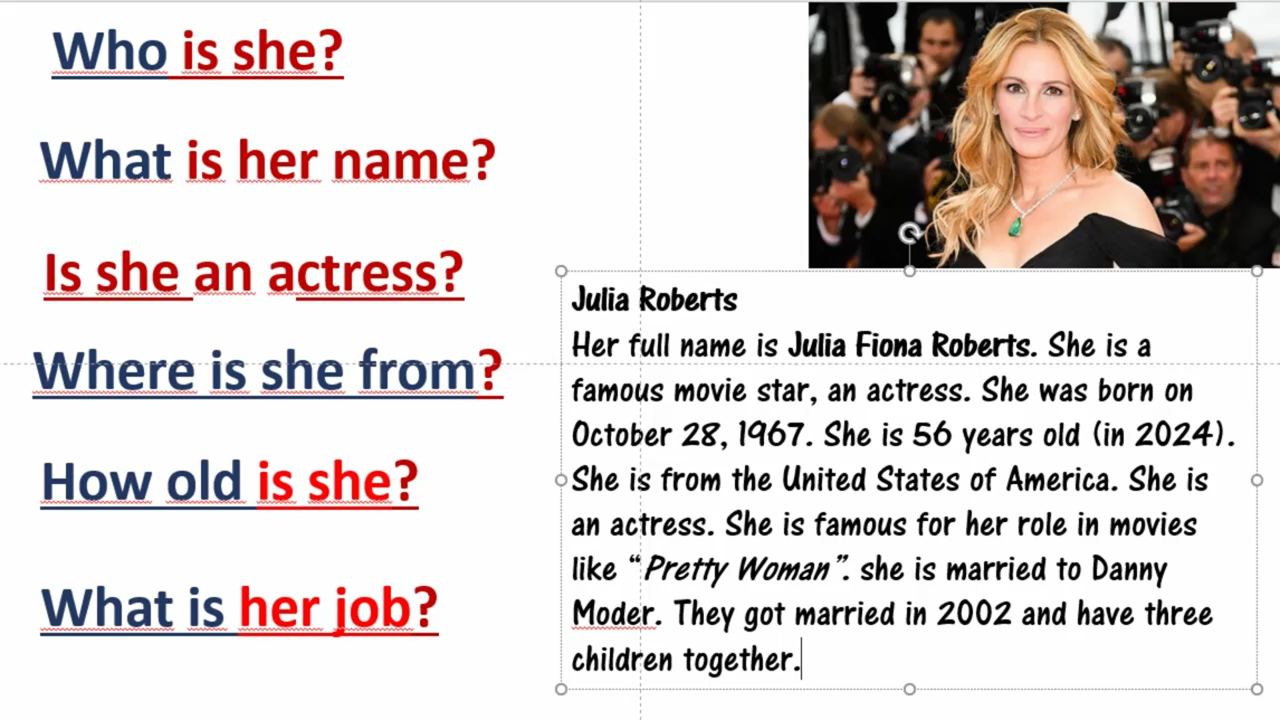 Who is she?
What is her name?
Is she an actress?
Where is she from?
How old is she?
What is her job?
Julia Roberts
Her full name is Julia Fiona Roberts. She is a
famous movie star, an actress. She was born on
October 28, 1967. She is 56 years old (in 2024).
She is from the United States of America. She is
an actress. She is famous for her role in movies
like “Pretty Woman”. she is married to Danny
Moder. They got married in 2002 and have three
children together.